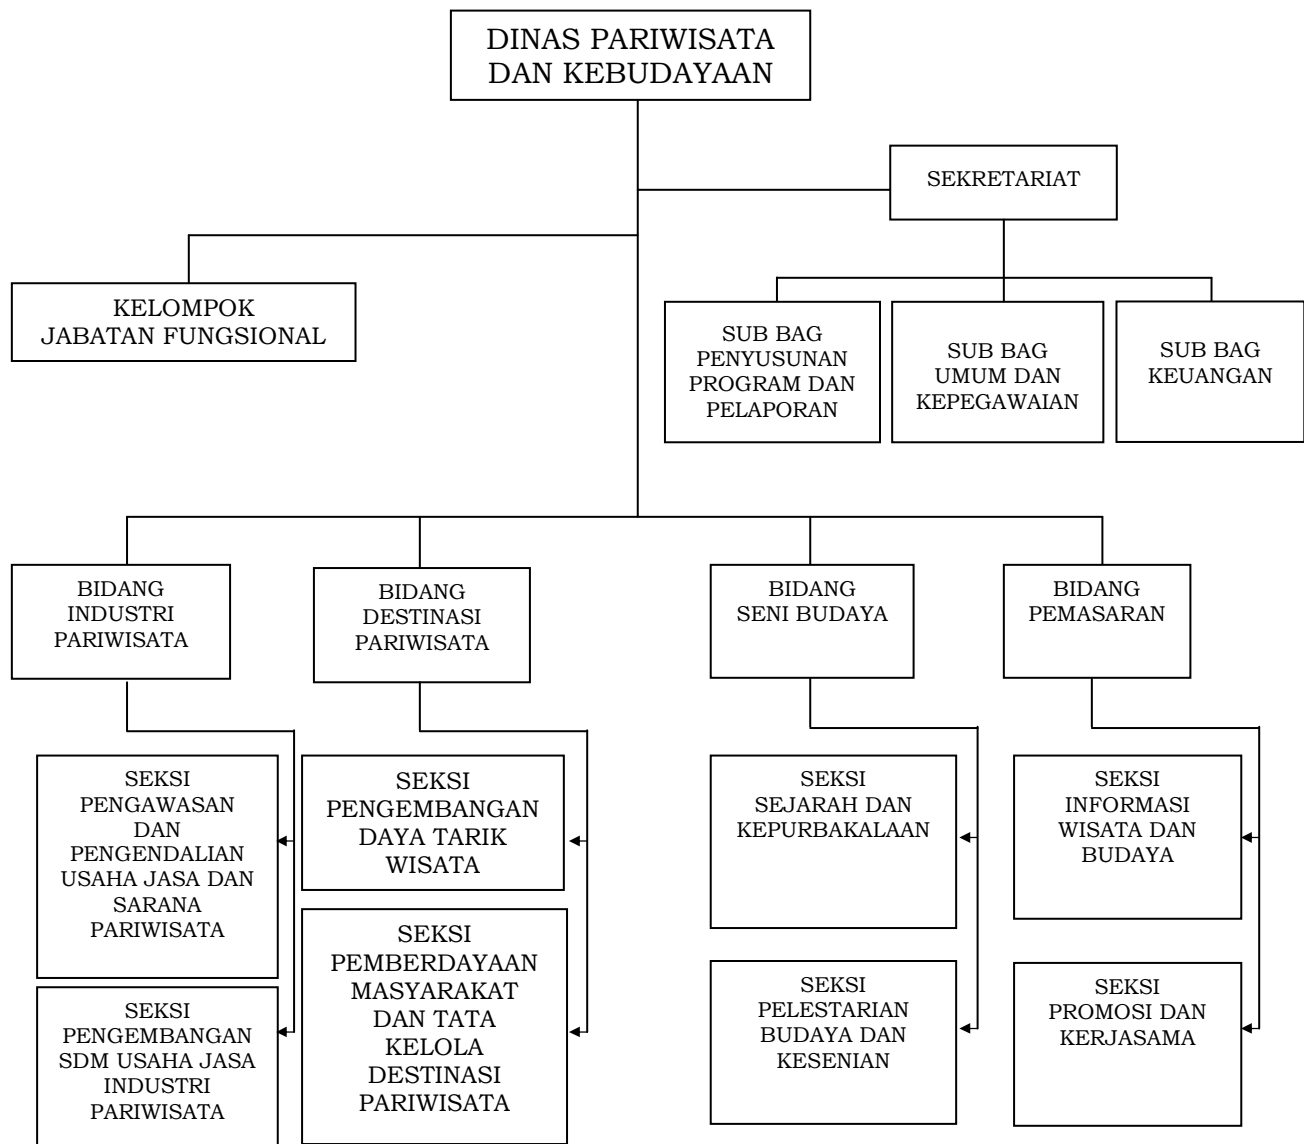 DINAS PARIWISATA
DAN KEBUDAYAAN
SEKRETARIAT
KELOMPOK
JABATAN FUNGSIONAL
SUB BAG
PENYUSUNAN
PROGRAM DAN
PELAPORAN
SUB BAG
UMUM DAN
KEPEGAWAIAN
SUB BAG
KEUANGAN
BIDANG
INDUSTRI
PARIWISATA
BIDANG
DESTINASI
PARIWISATA
BIDANG
SENI BUDAYA
BIDANG
PEMASARAN
SEKSI
PENGAWASAN
DAN
PENGENDALIAN
USAHA JASA DAN
SARANA
PARIWISATA
SEKSI
PENGEMBANGAN
DAYA TARIK
WISATA
SEKSI
SEJARAH DAN
KEPURBAKALAAN
SEKSI
INFORMASI
WISATA DAN
BUDAYA
SEKSI
PENGEMBANGAN
SDM USAHA JASA
INDUSTRI
PARIWISATA
SEKSI
PEMBERDAYAAN
MASYARAKAT
DAN TATA
KELOLA
DESTINASI
PARIWISATA
SEKSI
PELESTARIAN
BUDAYA DAN
KESENIAN
SEKSI
PROMOSI DAN
KERJASAMA